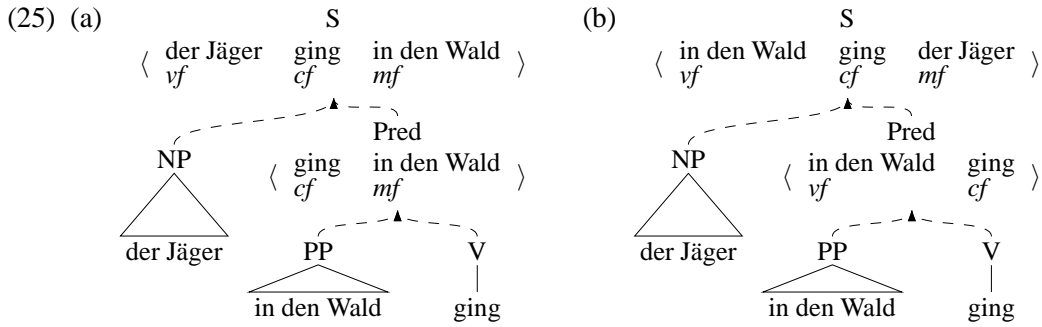 (25) (a) S (b) S
⟨ der Jäger ging in den Wald ⟩ ⟨ in den Wald ging der Jäger ⟩
vf cf mf vf cf mf
Pred Pred
NP ⟨ ging in den Wald ⟩ NP ⟨ in den Wald ging ⟩
cf mf vf cf
der Jäger PP V der Jäger PP V
in den Wald ging in den Wald ging